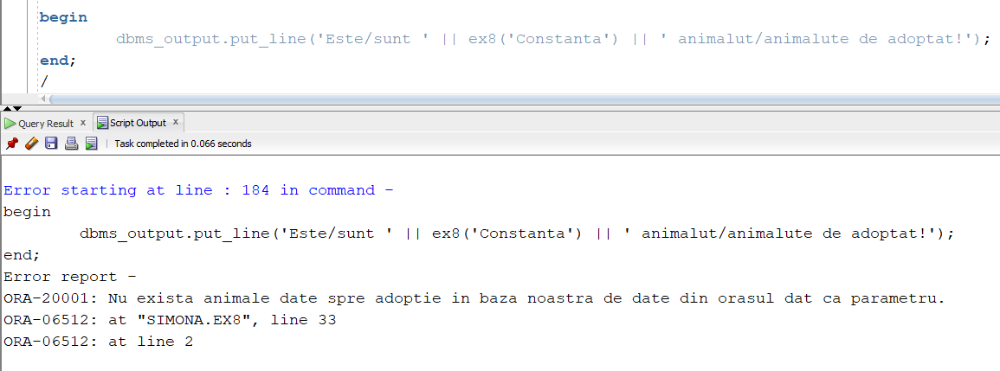 begin
dbms_output.put_line('Este/sunt ' || ex8('Constanta') || ' animalut/animalute de adoptat!');
end;
/
Query Result x Script Output x
Task completed in 0.066 seconds
Error starting at line : 184 in command -
begin
dbms_output.put_line('Este/sunt ' || ex8('Constanta') || ' animalut/animalute de adoptat!');
end;
Error report -
ORA-20001: Nu exista animale date spre adoptie in baza noastra de date din orasul dat ca parametru.
ORA-06512: at "SIMONA.EX8", line 33
ORA-06512: at line 2